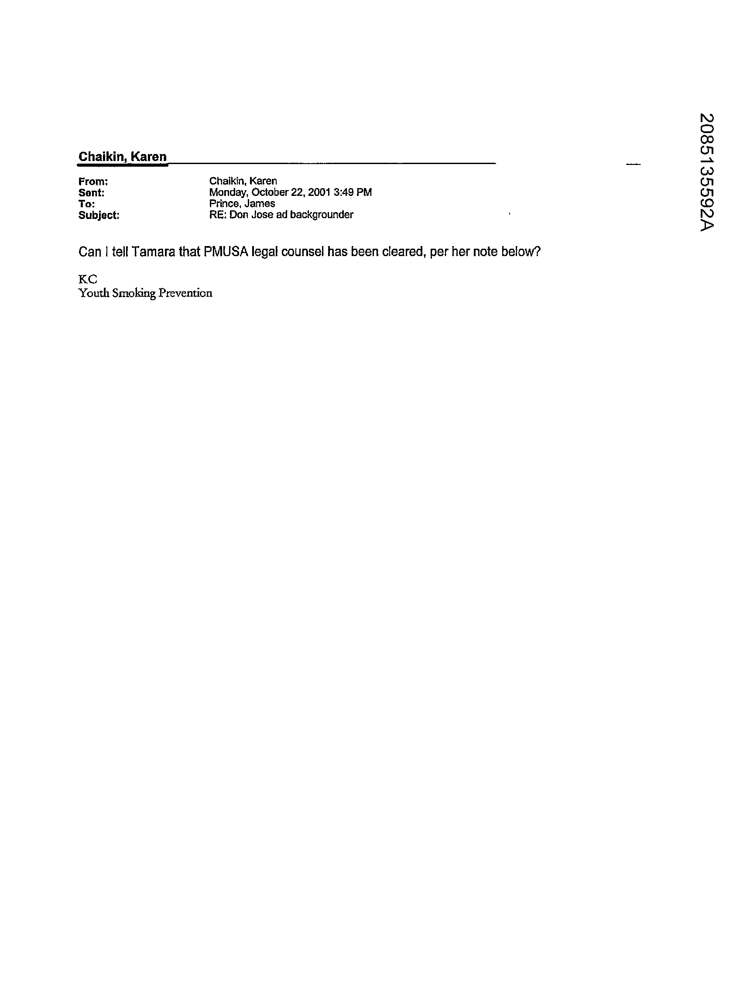 Chaikin, Karen
From: Chaikin, Karen
Sent: Monday, October 22, 2001 3:49 PM
To: Prince, James
Subject: RE: Don Jose ad backgrounder
Can I tell Tamara that PMUSA legal counsel has been cleared, per her note below?
KC
Youth Smoking Prevention
2085135592A